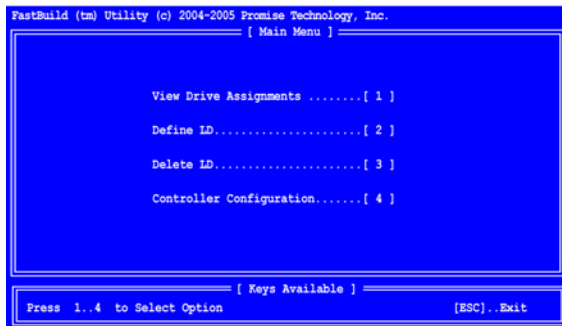 FastBuild (tm) Utility (c) 2004-2005 Promise Technology, Inc.
[ Main Menu ]
View Drive Assignments ........[ 1 ]
Define LD......................[ 2 ]
Delete LD......................[ 3 ]
Controller Configuration.......[ 4 ]
[ Keys Available ]
Press 1..4 to Select Option [ESC]..Exit